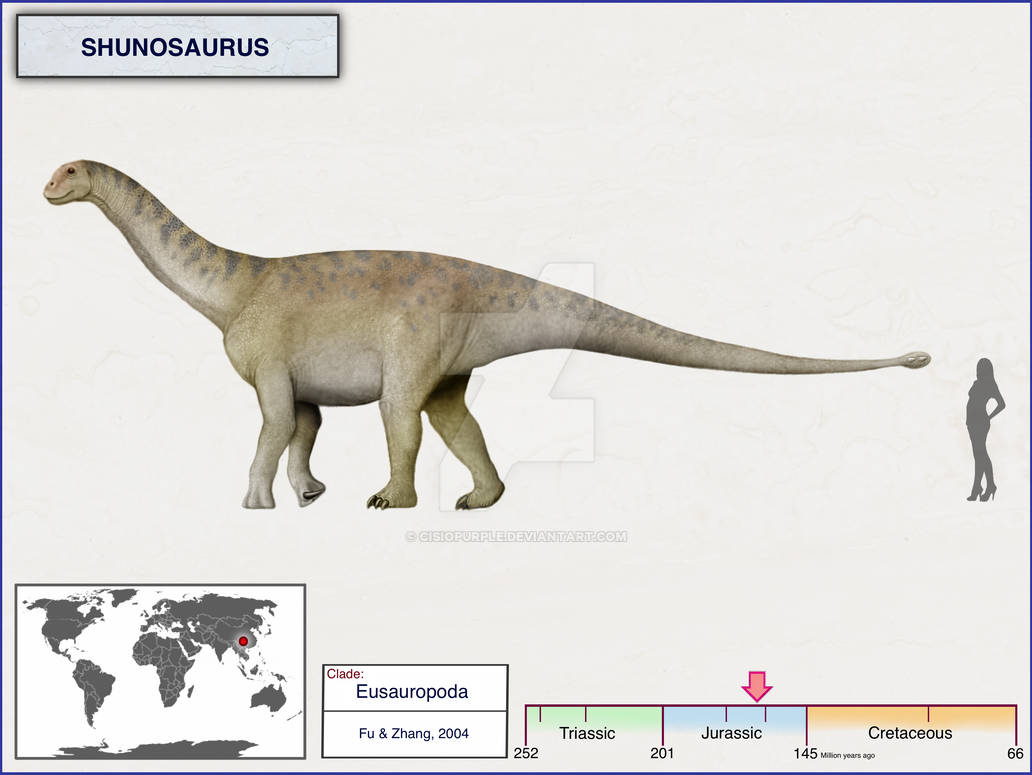 SHUNOSAURUS
© CISIOPURPLE.DEVIANTART.COM
Clade:
Eusauropoda
Fu & Zhang, 2004
Triassic Jurassic Cretaceous
252 201 145 Million years ago 66